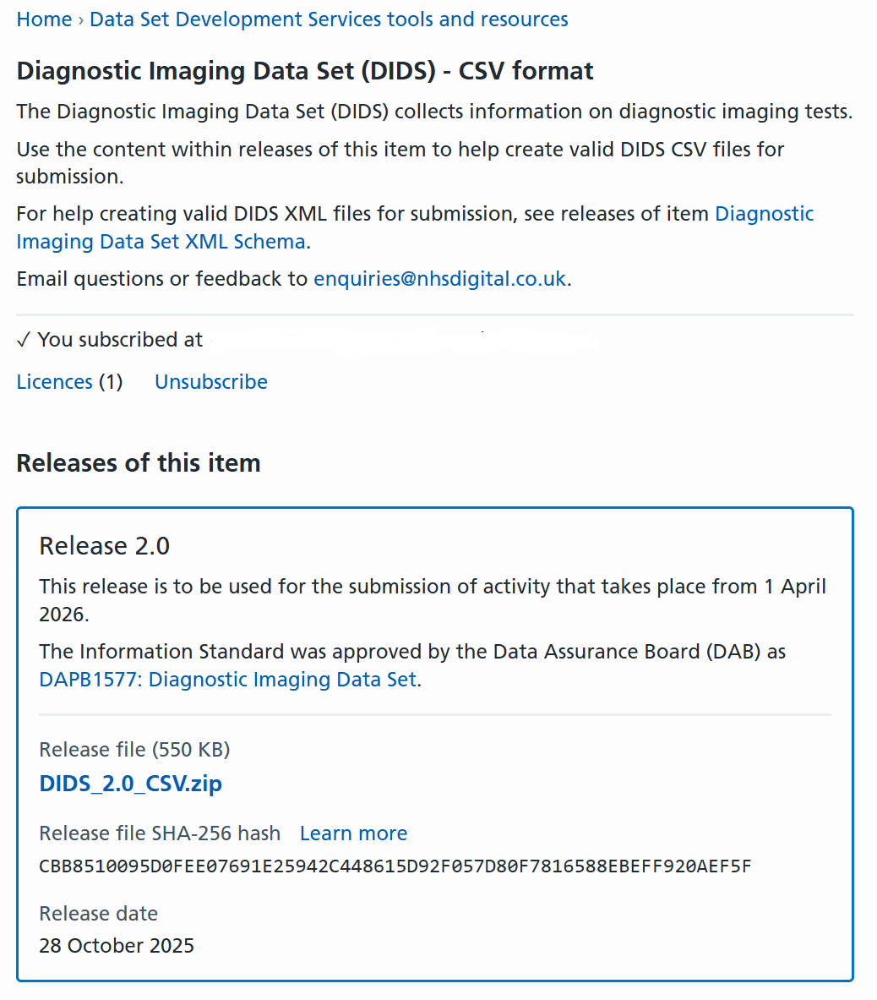 Home › Data Set Development Services tools and resources
Diagnostic Imaging Data Set (DIDS) - CSV format
The Diagnostic Imaging Data Set (DIDS) collects information on diagnostic imaging tests.
Use the content within releases of this item to help create valid DIDS CSV files for
submission.
For help creating valid DIDS XML files for submission, see releases of item Diagnostic
Imaging Data Set XML Schema.
Email questions or feedback to enquiries@nhsdigital.co.uk.
✓ You subscribed at
Licences (1) Unsubscribe
Releases of this item
Release 2.0
This release is to be used for the submission of activity that takes place from 1 April
2026.
The Information Standard was approved by the Data Assurance Board (DAB) as
DAPB1577: Diagnostic Imaging Data Set.
Release file (550 KB)
DIDS_2.0_CSV.zip
Release file SHA-256 hash Learn more
CBB8510095D0FEE07691E25942C448615D92F057D80F7816588EBEFF920AEF5F
Release date
28 October 2025